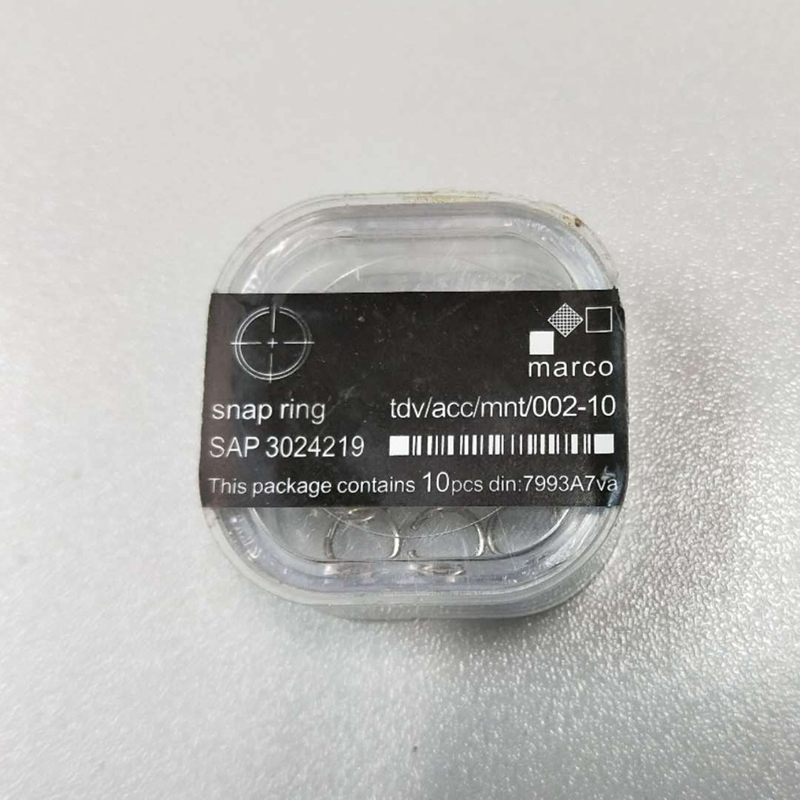 marco
snap ring tdv/acc/mnt/002-10
SAP 3024219
This package contains 10pcs din:7993A7va